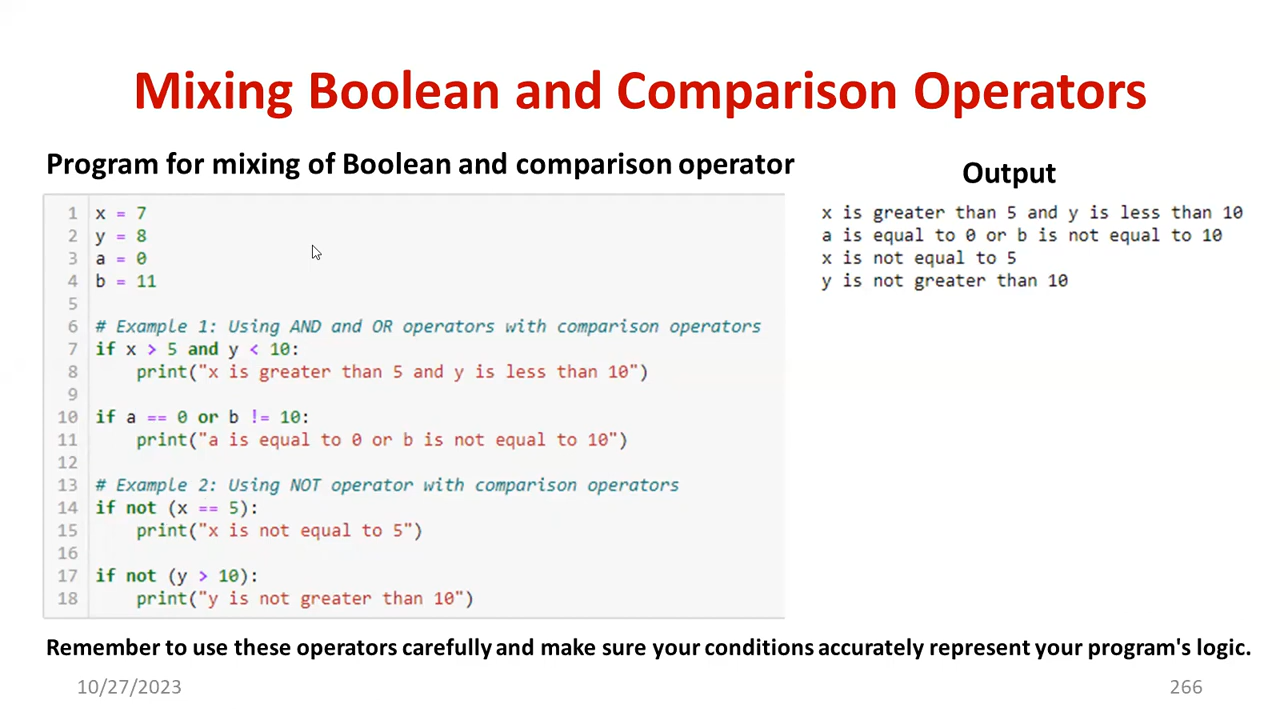 Mixing Boolean and Comparison Operators
Program for mixing of Boolean and comparison operator
1 x = 7
2 y = 8
3 a = 0
4 b = 11
5
6 # Example 1: Using AND and OR operators with comparison operators
7 if x > 5 and y < 10:
8     print("x is greater than 5 and y is less than 10")
9
10 if a == 0 or b != 10:
11     print("a is equal to 0 or b is not equal to 10")
12
13 # Example 2: Using NOT operator with comparison operators
14 if not (x == 5):
15     print("x is not equal to 5")
16
17 if not (y > 10):
18     print("y is not greater than 10")
Output
x is greater than 5 and y is less than 10
a is equal to 0 or b is not equal to 10
x is not equal to 5
y is not greater than 10
Remember to use these operators carefully and make sure your conditions accurately represent your program's logic.
10/27/2023
266